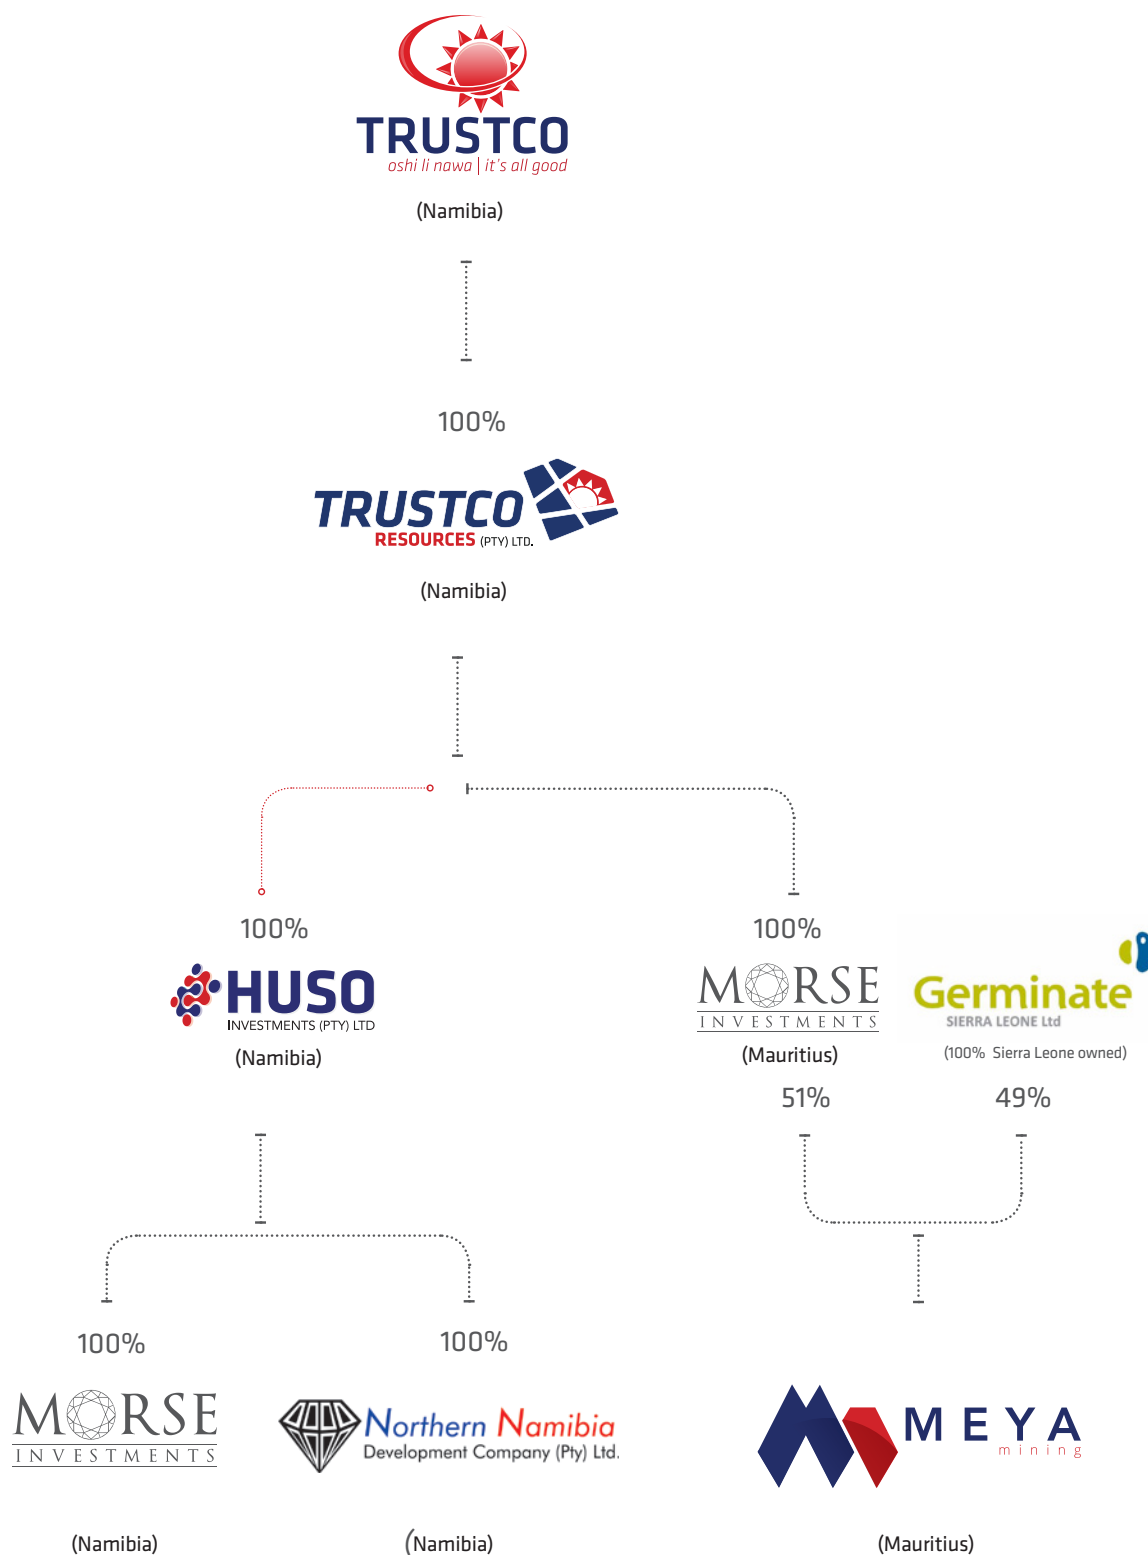 TRUSTCO
oshi li nawa | it's all good
(Namibia)
100%
TRUSTCO
RESOURCES (PTY) LTD.
(Namibia)
100%
HUSO
INVESTMENTS (PTY) LTD
(Namibia)
100%
MORSE
INVESTMENTS
(Mauritius)
51%
Germinate
SIERRA LEONE Ltd
(100% Sierra Leone owned)
49%
100%
MORSE
INVESTMENTS
(Namibia)
100%
Northern Namibia
Development Company (Pty) Ltd.
(Namibia)
MEYA
mining
(Mauritius)